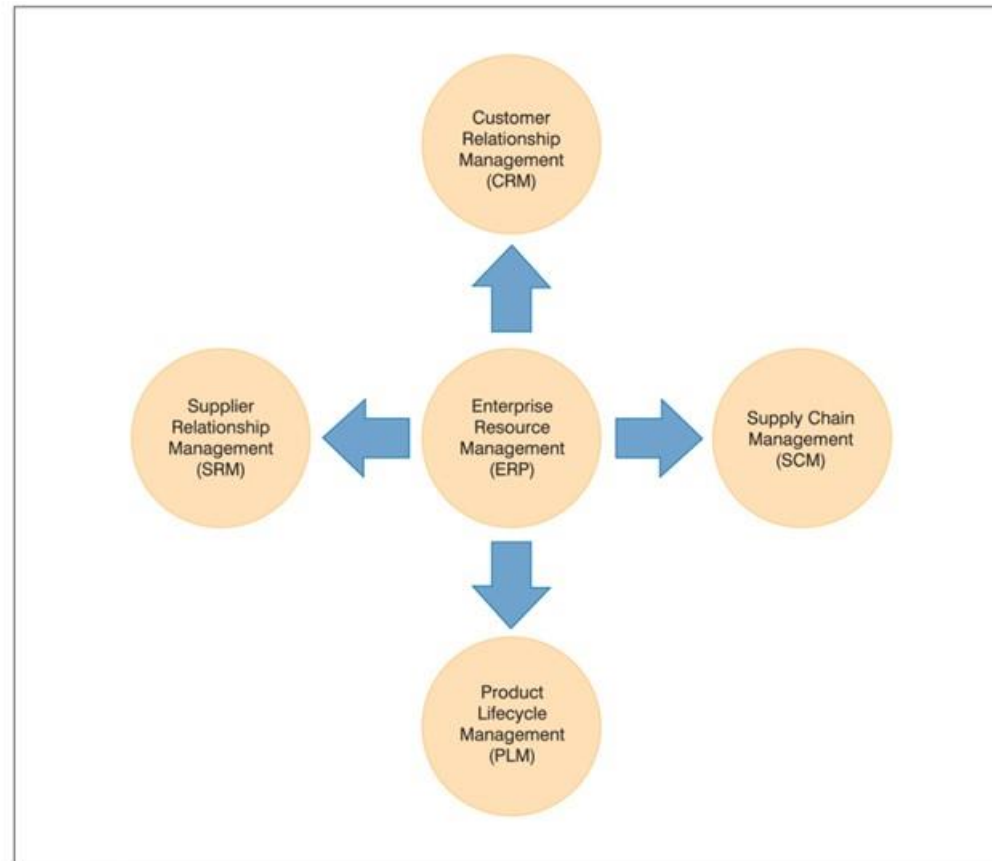 Customer
Relationship
Management
(CRM)
Supplier
Relationship
Management
(SRM)
Enterprise
Resource
Management
(ERP)
Supply Chain
Management
(SCM)
Product
Lifecycle
Management
(PLM)